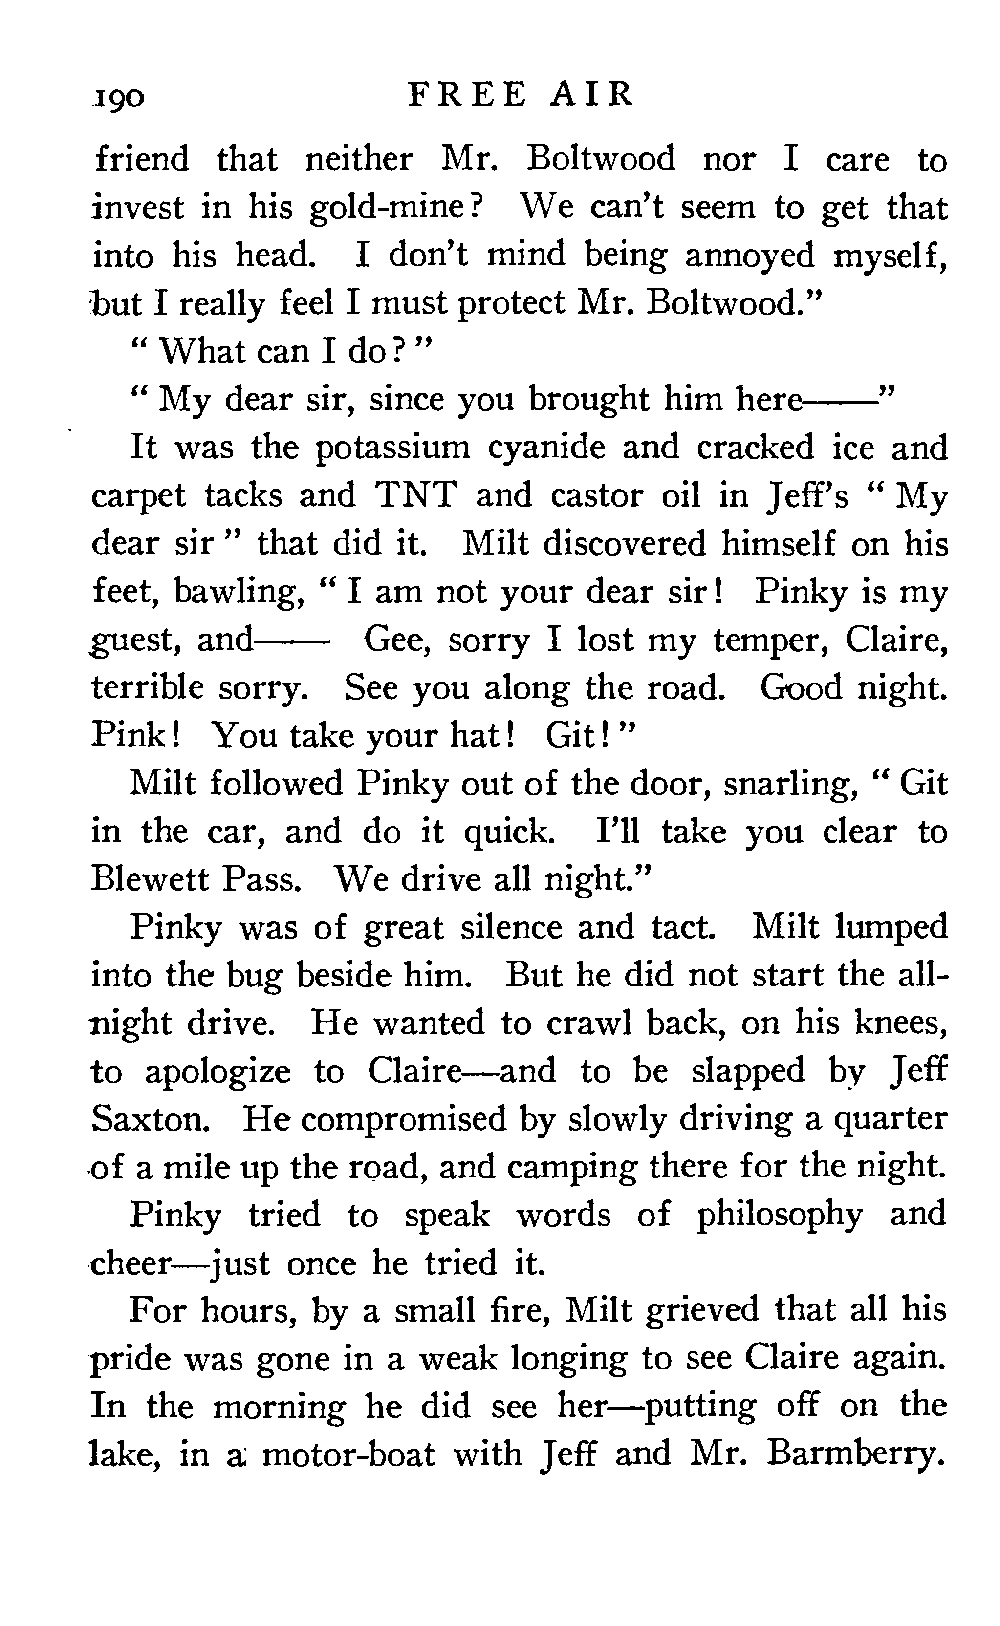 190 FREE AIR
friend that neither Mr. Boltwood nor I care to
invest in his gold-mine? We can't seem to get that
into his head. I don't mind being annoyed myself,
but I really feel I must protect Mr. Boltwood."
" What can I do? "
" My dear sir, since you brought him here——"
It was the potassium cyanide and cracked ice and
carpet tacks and TNT and castor oil in Jeff's " My
dear sir " that did it. Milt discovered himself on his
feet, bawling, " I am not your dear sir! Pinky is my
guest, and—— Gee, sorry I lost my temper, Claire,
terrible sorry. See you along the road. Good night.
Pink! You take your hat! Git! "
Milt followed Pinky out of the door, snarling, " Git
in the car, and do it quick. I'll take you clear to
Blewett Pass. We drive all night."
Pinky was of great silence and tact. Milt lumped
into the bug beside him. But he did not start the all-
night drive. He wanted to crawl back, on his knees,
to apologize to Claire—and to be slapped by Jeff
Saxton. He compromised by slowly driving a quarter
of a mile up the road, and camping there for the night.
Pinky tried to speak words of philosophy and
cheer—just once he tried it.
For hours, by a small fire, Milt grieved that all his
pride was gone in a weak longing to see Claire again.
In the morning he did see her—putting off on the
lake, in a motor-boat with Jeff and Mr. Barmberry.